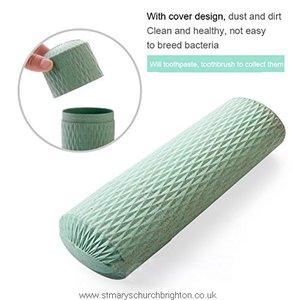 With cover design, dust and dirt
Clean and healthy, not easy
to breed bacteria
Will toothpaste, toothbrush to collect them
www.stmaryschurchbrighton.co.uk